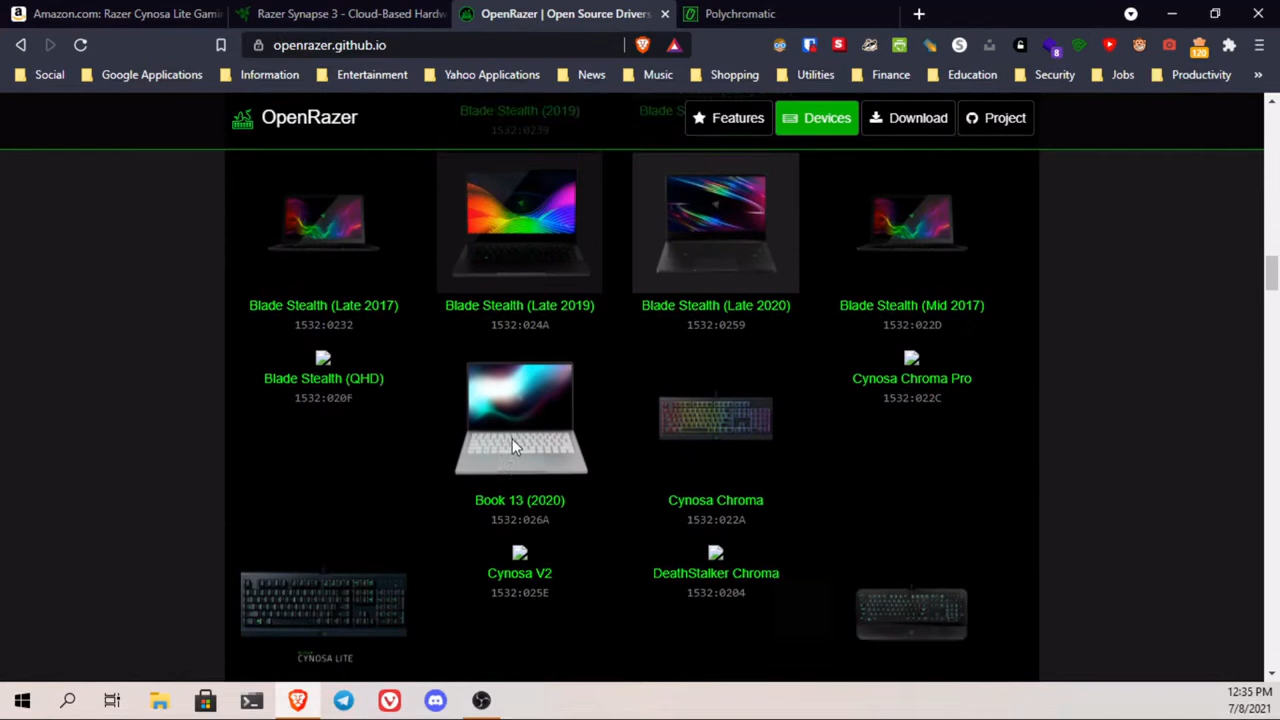 Amazon.com: Razer Cynosa Lite Gami
Razer Synapse 3 - Cloud-Based Hardw
OpenRazer | Open Source Drivers
Polychromatic
openrazer.github.io
8
120
Social
Google Applications
Information
Entertainment
Yahoo Applications
News
Music
Shopping
Utilities
Finance
Education
Security
Jobs
Productivity
»
OpenRazer
Features
Devices
Download
Project
Blade Stealth (2019)
1532:0239
Blade S
Blade Stealth (Late 2017)
1532:0232
Blade Stealth (Late 2019)
1532:024A
Blade Stealth (Late 2020)
1532:0259
Blade Stealth (Mid 2017)
1532:022D
Blade Stealth (QHD)
1532:020F
Book 13 (2020)
1532:026A
Cynosa Chroma
1532:022A
Cynosa Chroma Pro
1532:022C
CYNOSA LITE
Cynosa V2
1532:025E
DeathStalker Chroma
1532:0204
12:35 PM
7/8/2021